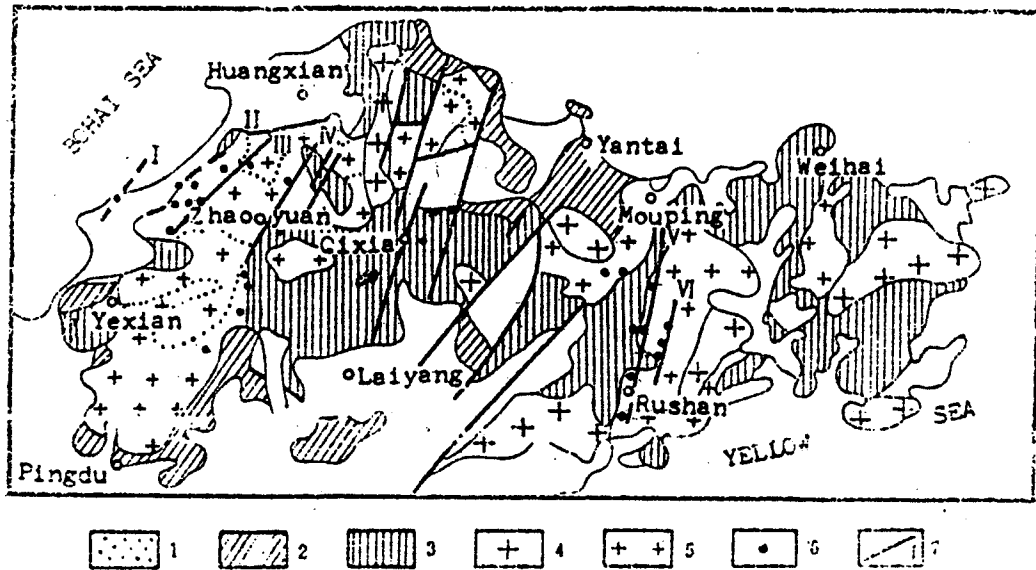 BOHAI SEA
Huangxian
II
III
IV
I
Yantai
Weihai
Zhaoyuan
Mouping
Cixia
V
VI
Yexian
Laiyang
Rushan
YELLOW SEA
Pingdu
1 2 3 4 5 6 7